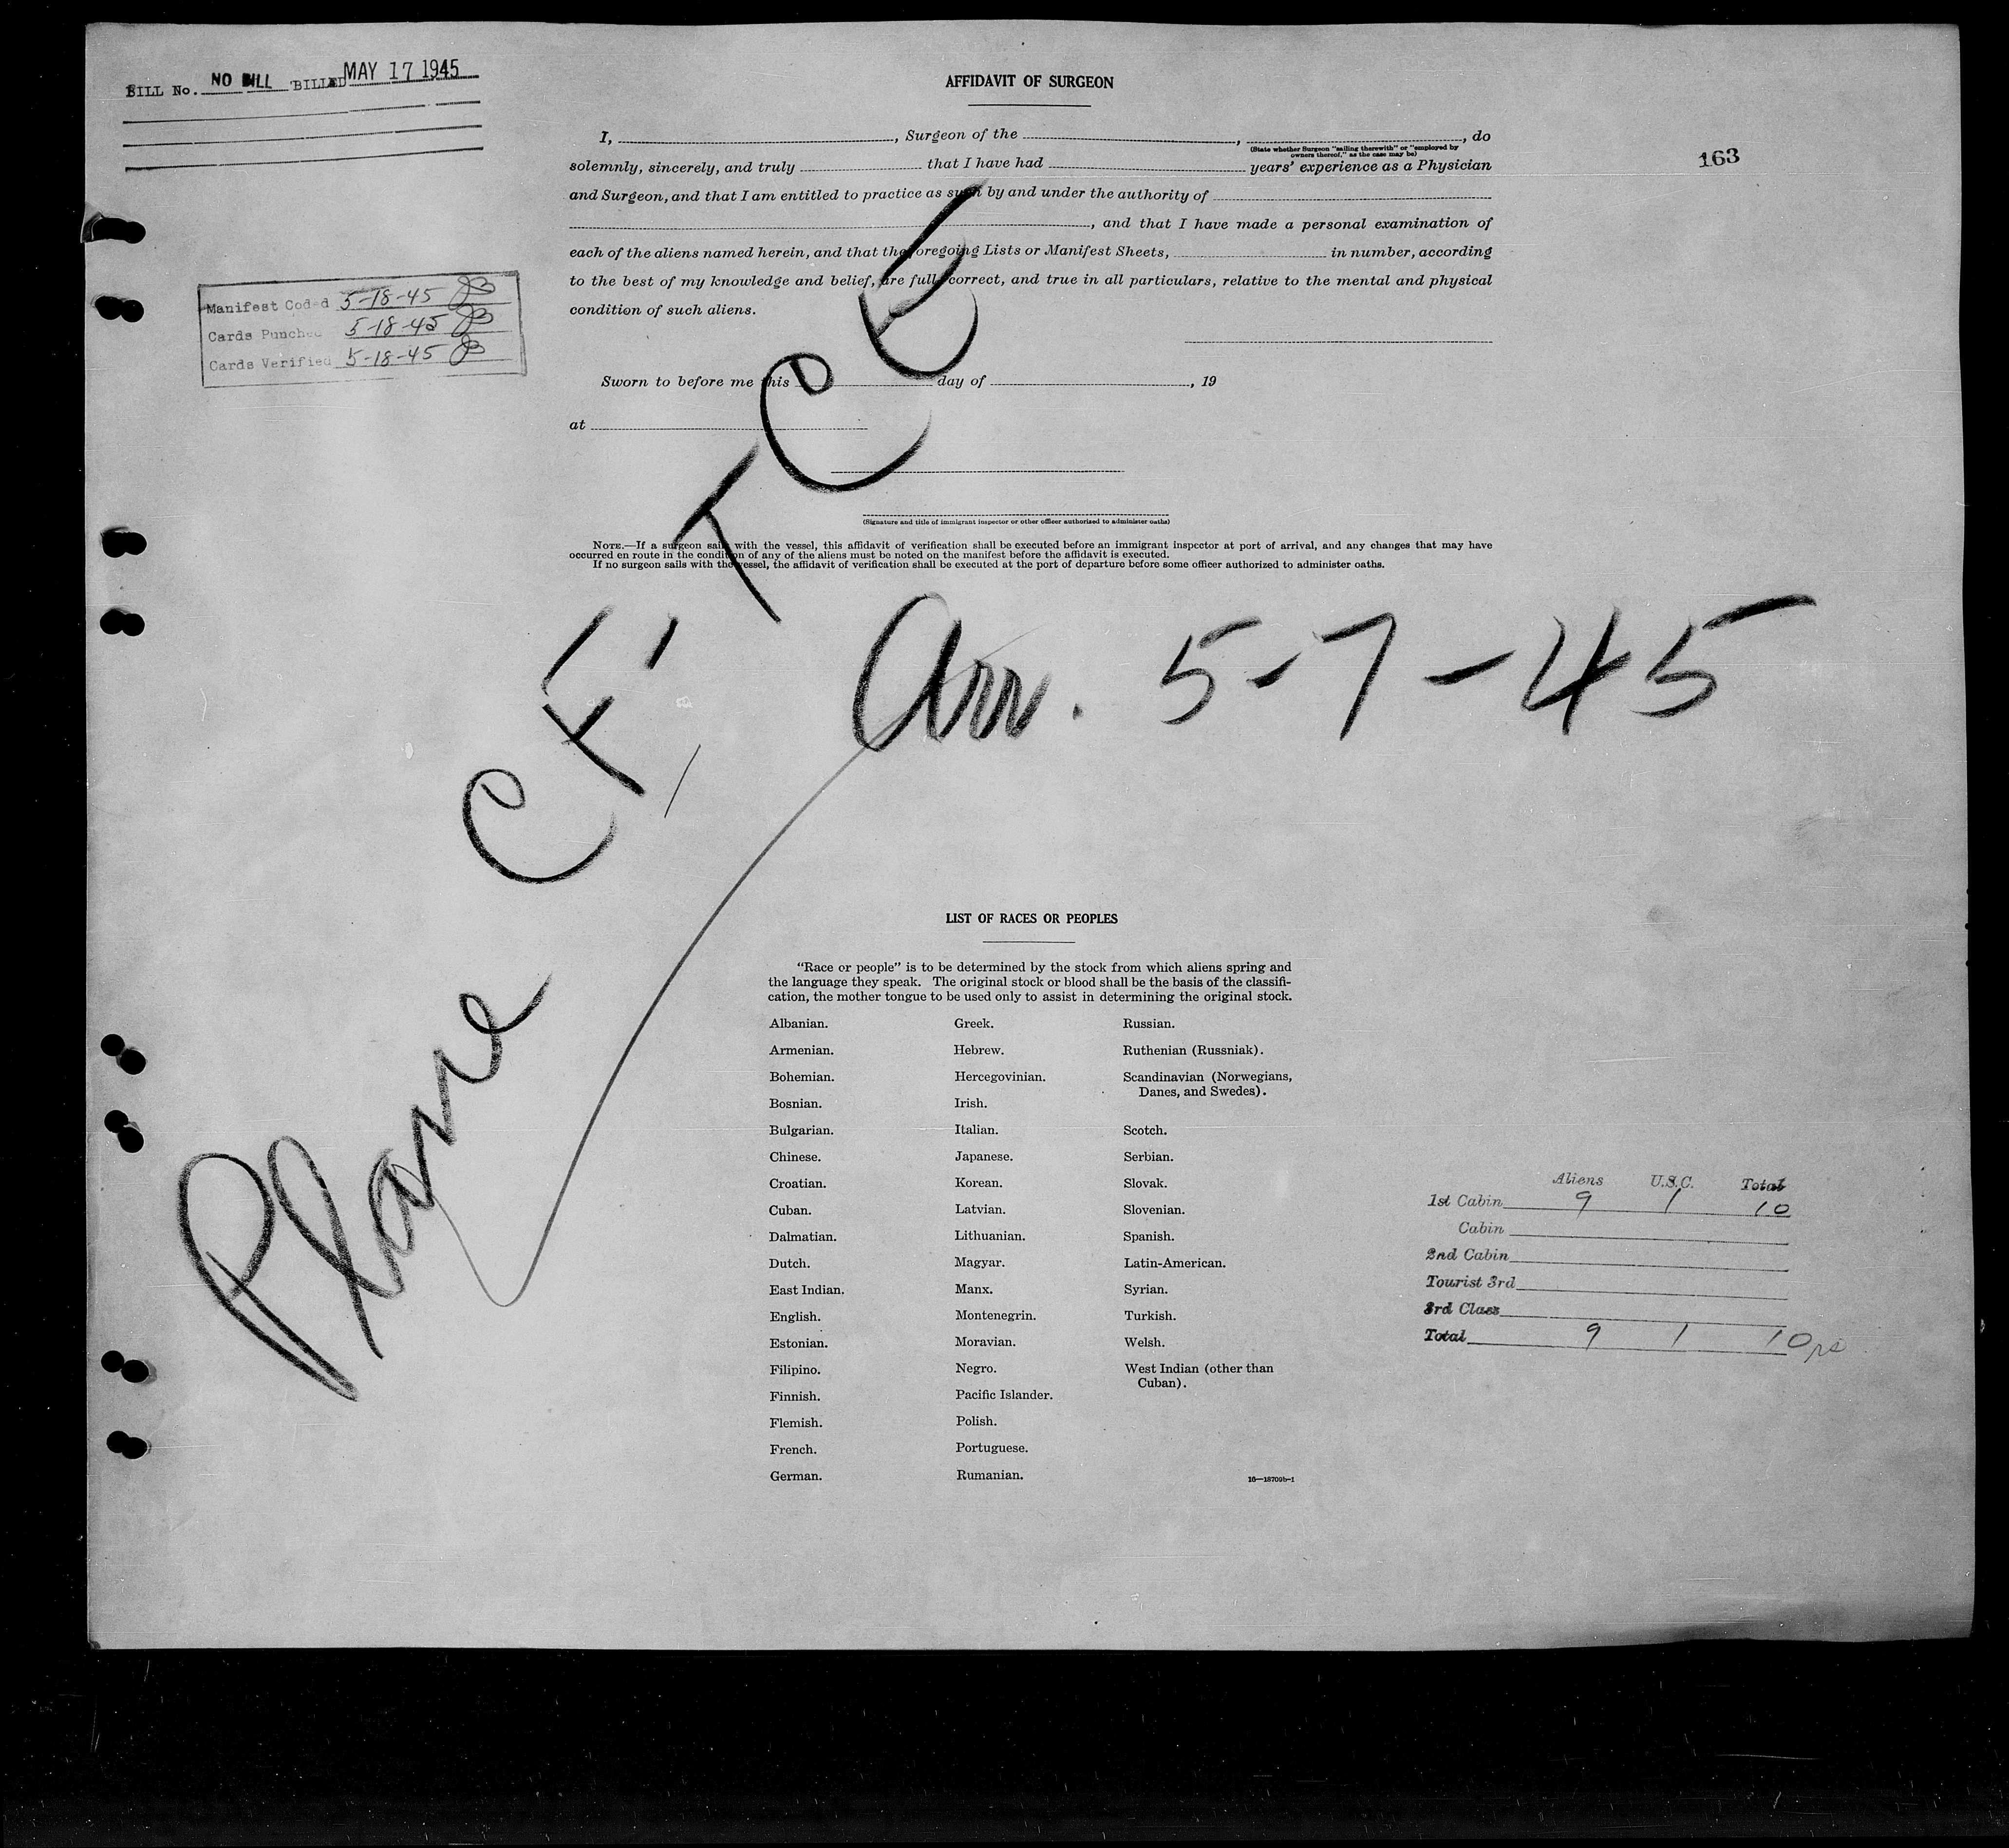 BILL No. NO BILL BILLED MAY 17 1945
AFFIDAVIT OF SURGEON
163
I, , Surgeon of the , , do
(State whether Surgeon "sailing therewith" or "employed by
owners thereof," as the case may be)
solemnly, sincerely, and truly that I have had years' experience as a Physician
and Surgeon, and that I am entitled to practice as such by and under the authority of
, and that I have made a personal examination of
each of the aliens named herein, and that the foregoing Lists or Manifest Sheets, in number, according
to the best of my knowledge and belief, are full, correct, and true in all particulars, relative to the mental and physical
condition of such aliens.
Manifest Coded 5-18-45 JB
Cards Punched 5-18-45 JB
Cards Verified 5-18-45 JB
Sworn to before me this day of , 19
at
(Signature and title of immigrant inspector or other officer authorized to administer oaths)
NOTE.—If a surgeon sails with the vessel, this affidavit of verification shall be executed before an immigrant inspector at port of arrival, and any changes that may have
occurred en route in the condition of any of the aliens must be noted on the manifest before the affidavit is executed.
If no surgeon sails with the vessel, the affidavit of verification shall be executed at the port of departure before some officer authorized to administer oaths.
Plane CF-TCE
Arr. 5-7-45
LIST OF RACES OR PEOPLES
"Race or people" is to be determined by the stock from which aliens spring and
the language they speak. The original stock or blood shall be the basis of the classifi-
cation, the mother tongue to be used only to assist in determining the original stock.
Albanian. Greek. Russian.
Armenian. Hebrew. Ruthenian (Russniak).
Bohemian. Hercegovinian. Scandinavian (Norwegians,
Danes, and Swedes).
Bosnian. Irish.
Bulgarian. Italian. Scotch.
Chinese. Japanese. Serbian.
Croatian. Korean. Slovak.
Cuban. Latvian. Slovenian.
Dalmatian. Lithuanian. Spanish.
Dutch. Magyar. Latin-American.
East Indian. Manx. Syrian.
English. Montenegrin. Turkish.
Estonian. Moravian. Welsh.
Filipino. Negro. West Indian (other than
Cuban).
Finnish. Pacific Islander.
Flemish. Polish.
French. Portuguese.
German. Rumanian.
16—18709b-1
Aliens U.S.C. Total
1st Cabin 9 1 10
Cabin
2nd Cabin
Tourist 3rd
3rd Class
Total 9 1 10